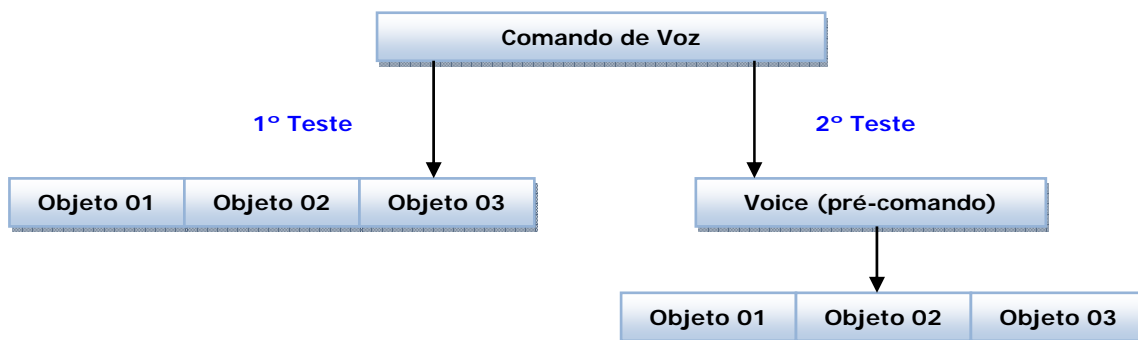 Comando de Voz
1º Teste
2º Teste
Objeto 01 Objeto 02 Objeto 03
Voice (pré-comando)
Objeto 01 Objeto 02 Objeto 03